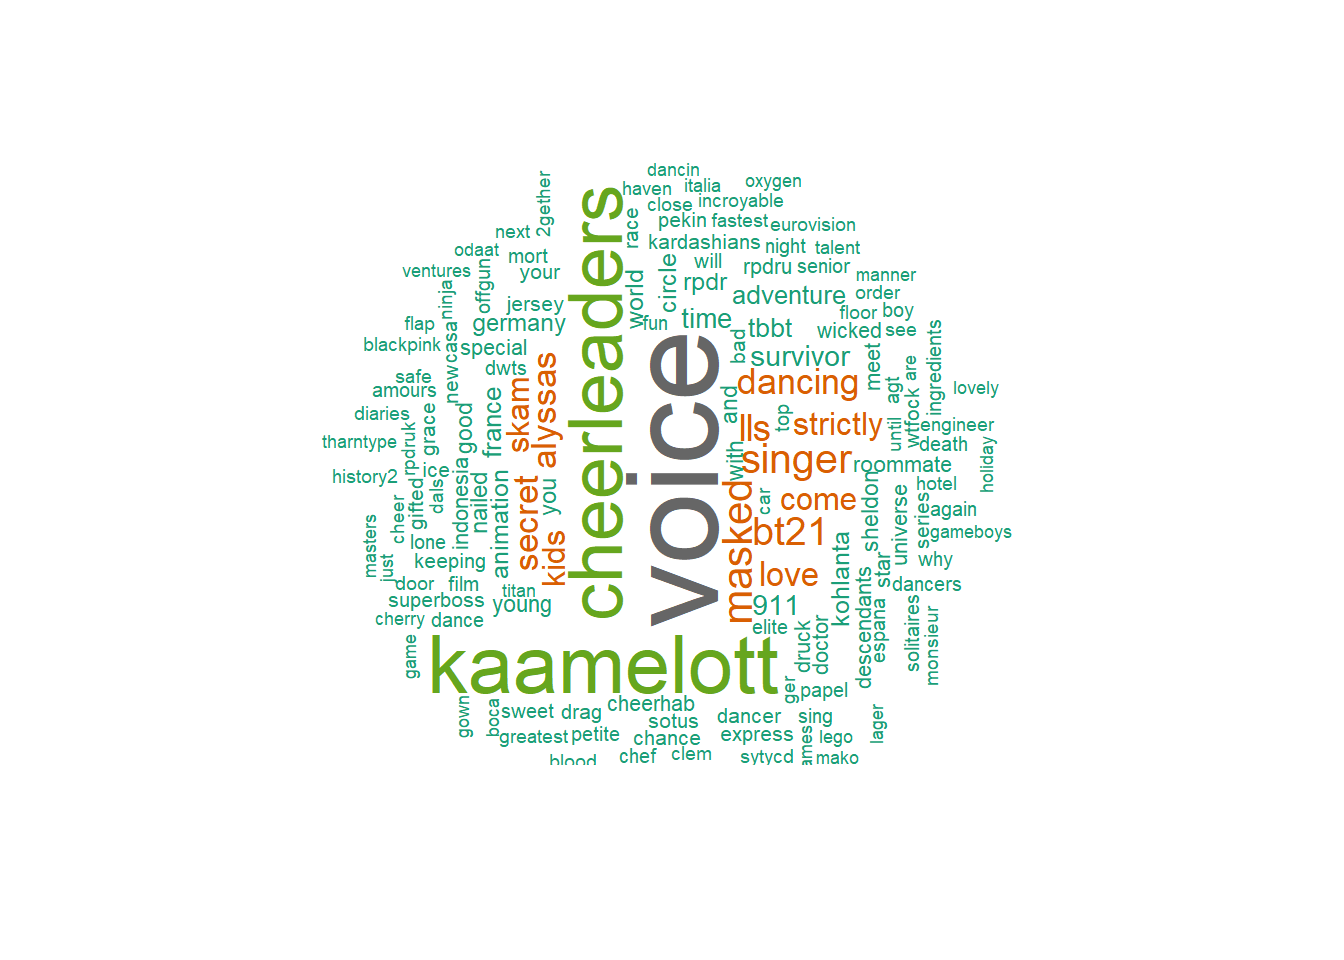 dancin
oxygen
haven
italia
2gether
close
incroyable
race
pekin
fastest
eurovision
next
kardashians
night
talent
odaat
mort
cheerleaders
circle
will
rpdru
senior
ventures
your
offgun
world
rpdr
manner
ninja
jersey
adventure
order
flap
germany
fun
time
tbbt
floor
boy
wicked
see
blackpink
casa
special
voice
bad
survivor
meet
safe
new
dwts
skam
alyssas
dancing
are
agt
ingredients
lovely
amours
diaries
grace
good
france
and
top
lls
strictly
until
wtfock
engineer
death
tharntype
rpdruk
with
singer
roommate
holiday
history2
ice
dalse
gifted
indonesia
nailed
animation
secret
you
masked
car
come
sheldon
universe
hotel
series
again
cheer
masters
just
lone
keeping
kids
bt21
kohlanta
gameboys
why
door
film
titan
love
star
dancers
superboss
young
911
descendants
espana
cherry
dance
elite
druck
doctor
solitaires
monsieur
game
kaamelott
ger
papel
gown
boca
sweet
drag
cheerhab
sotus
dancer
sing
lager
greatest
petite
chance
express
lego
blood
chef
clem
sytycd
ames
mako